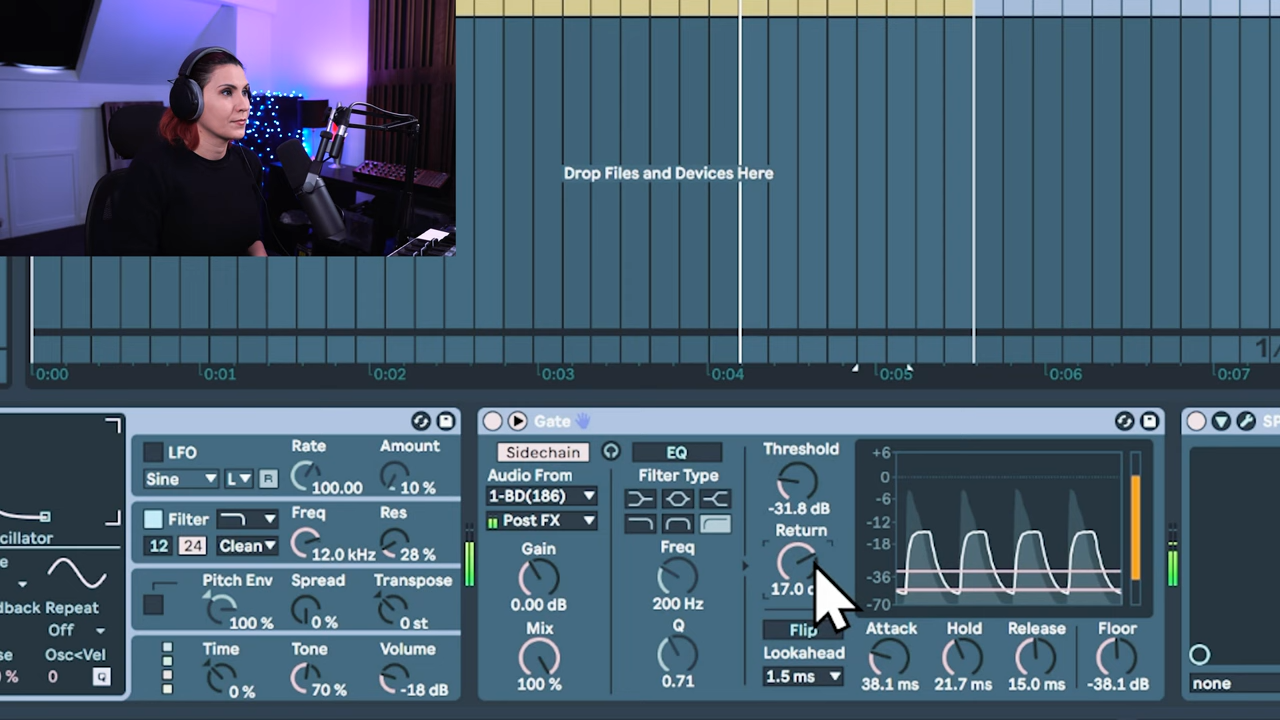 Drop Files and Devices Here
1/
0:00 0:01 0:02 0:03 0:04 0:05 0:06 0:07
LFO
Rate
Amount
Sine
L
R
100.00
10 %
Filter
Freq
Res
12
24
Clean
12.0 kHz
28 %
Pitch Env
Spread
Transpose
100 %
0 %
0 st
Time
Tone
Volume
0 %
70 %
-18 dB
cillator
e
dback Repeat
Off
se
Osc<Vel
%
0
Q
Gate
Sidechain
Audio From
1-BD(186)
Post FX
Gain
0.00 dB
Mix
100 %
EQ
Filter Type
Freq
200 Hz
Q
0.71
Threshold
-31.8 dB
Return
17.0 d
Flip
Lookahead
1.5 ms
+6
0
-6
-12
-18
-36
-70
Attack
38.1 ms
Hold
21.7 ms
Release
15.0 ms
Floor
-38.1 dB
SP
none